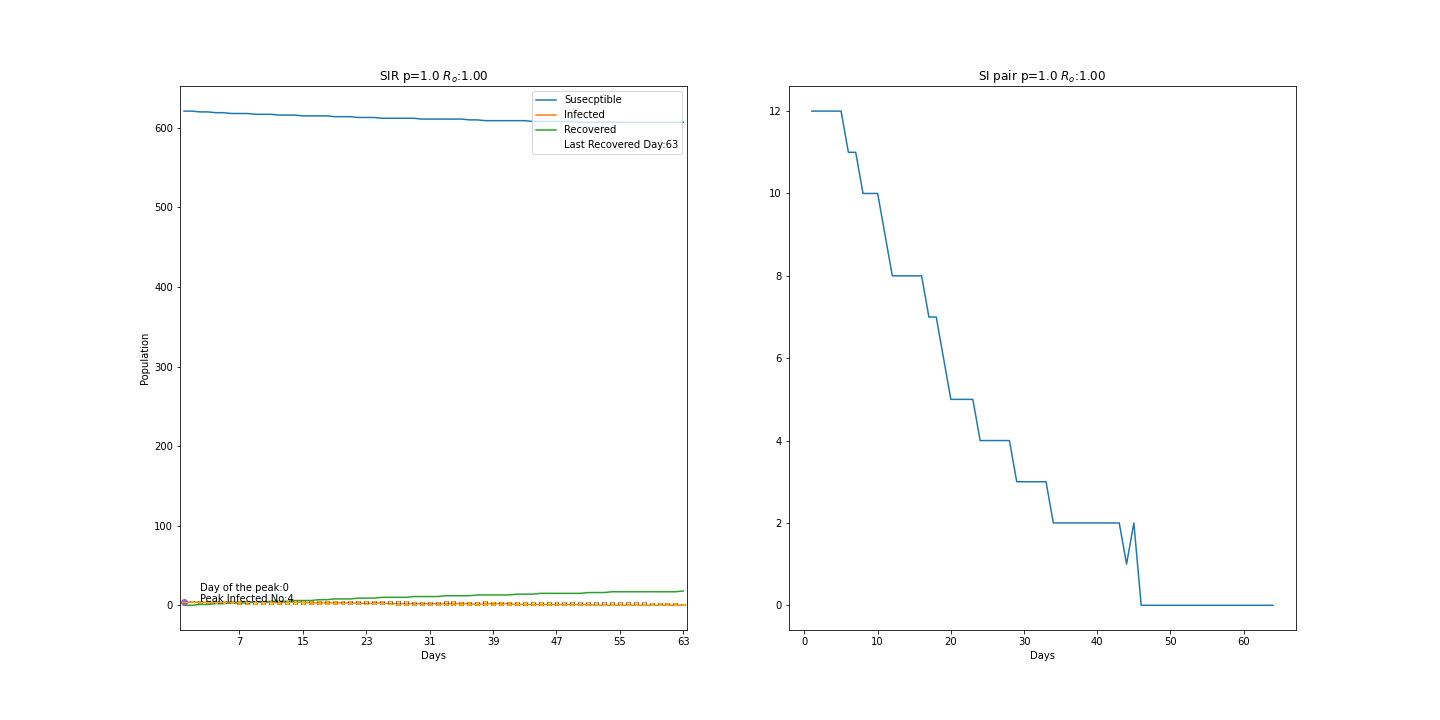 SIR p=1.0 Rₒ:1.00
Susecptible
Infected
Recovered
Last Recovered Day:63
600
500
400
300
200
100
0
Population
Day of the peak:0
Peak Infected No:4
7 15 23 31 39 47 55 63
Days
SI pair p=1.0 Rₒ:1.00
12
10
8
6
4
2
0
0 10 20 30 40 50 60
Days